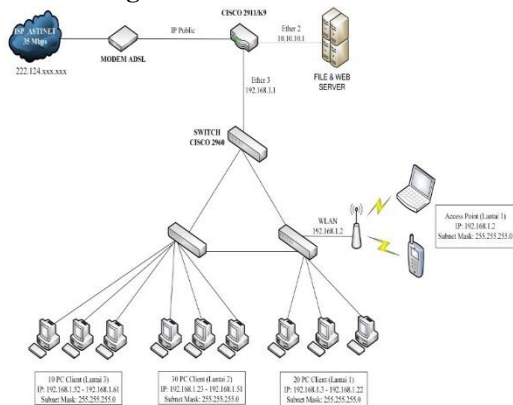 CISCO 2911/K9
ISP ASTINET
35 Mbps
IP Public
Ether 2
10.10.10.1
MODEM ADSL
222.124.xxx.xxx
Ether 3
192.168.1.1
FILE & WEB
SERVER
SWITCH
CISCO 2960
WLAN
192.168.1.2
Access Point (Lantai 1)
IP: 192.168.1.2
Subnet Mask: 255.255.255.0
10 PC Client (Lantai 3)
IP: 192.168.1.52 - 192.168.1.61
Subnet Mask: 255.255.255.0
30 PC Client (Lantai 2)
IP: 192.168.1.23 - 192.168.1.51
Subnet Mask: 255.255.255.0
20 PC Client (Lantai 1)
IP: 192.168.1.3 - 192.168.1.22
Subnet Mask: 255.255.255.0